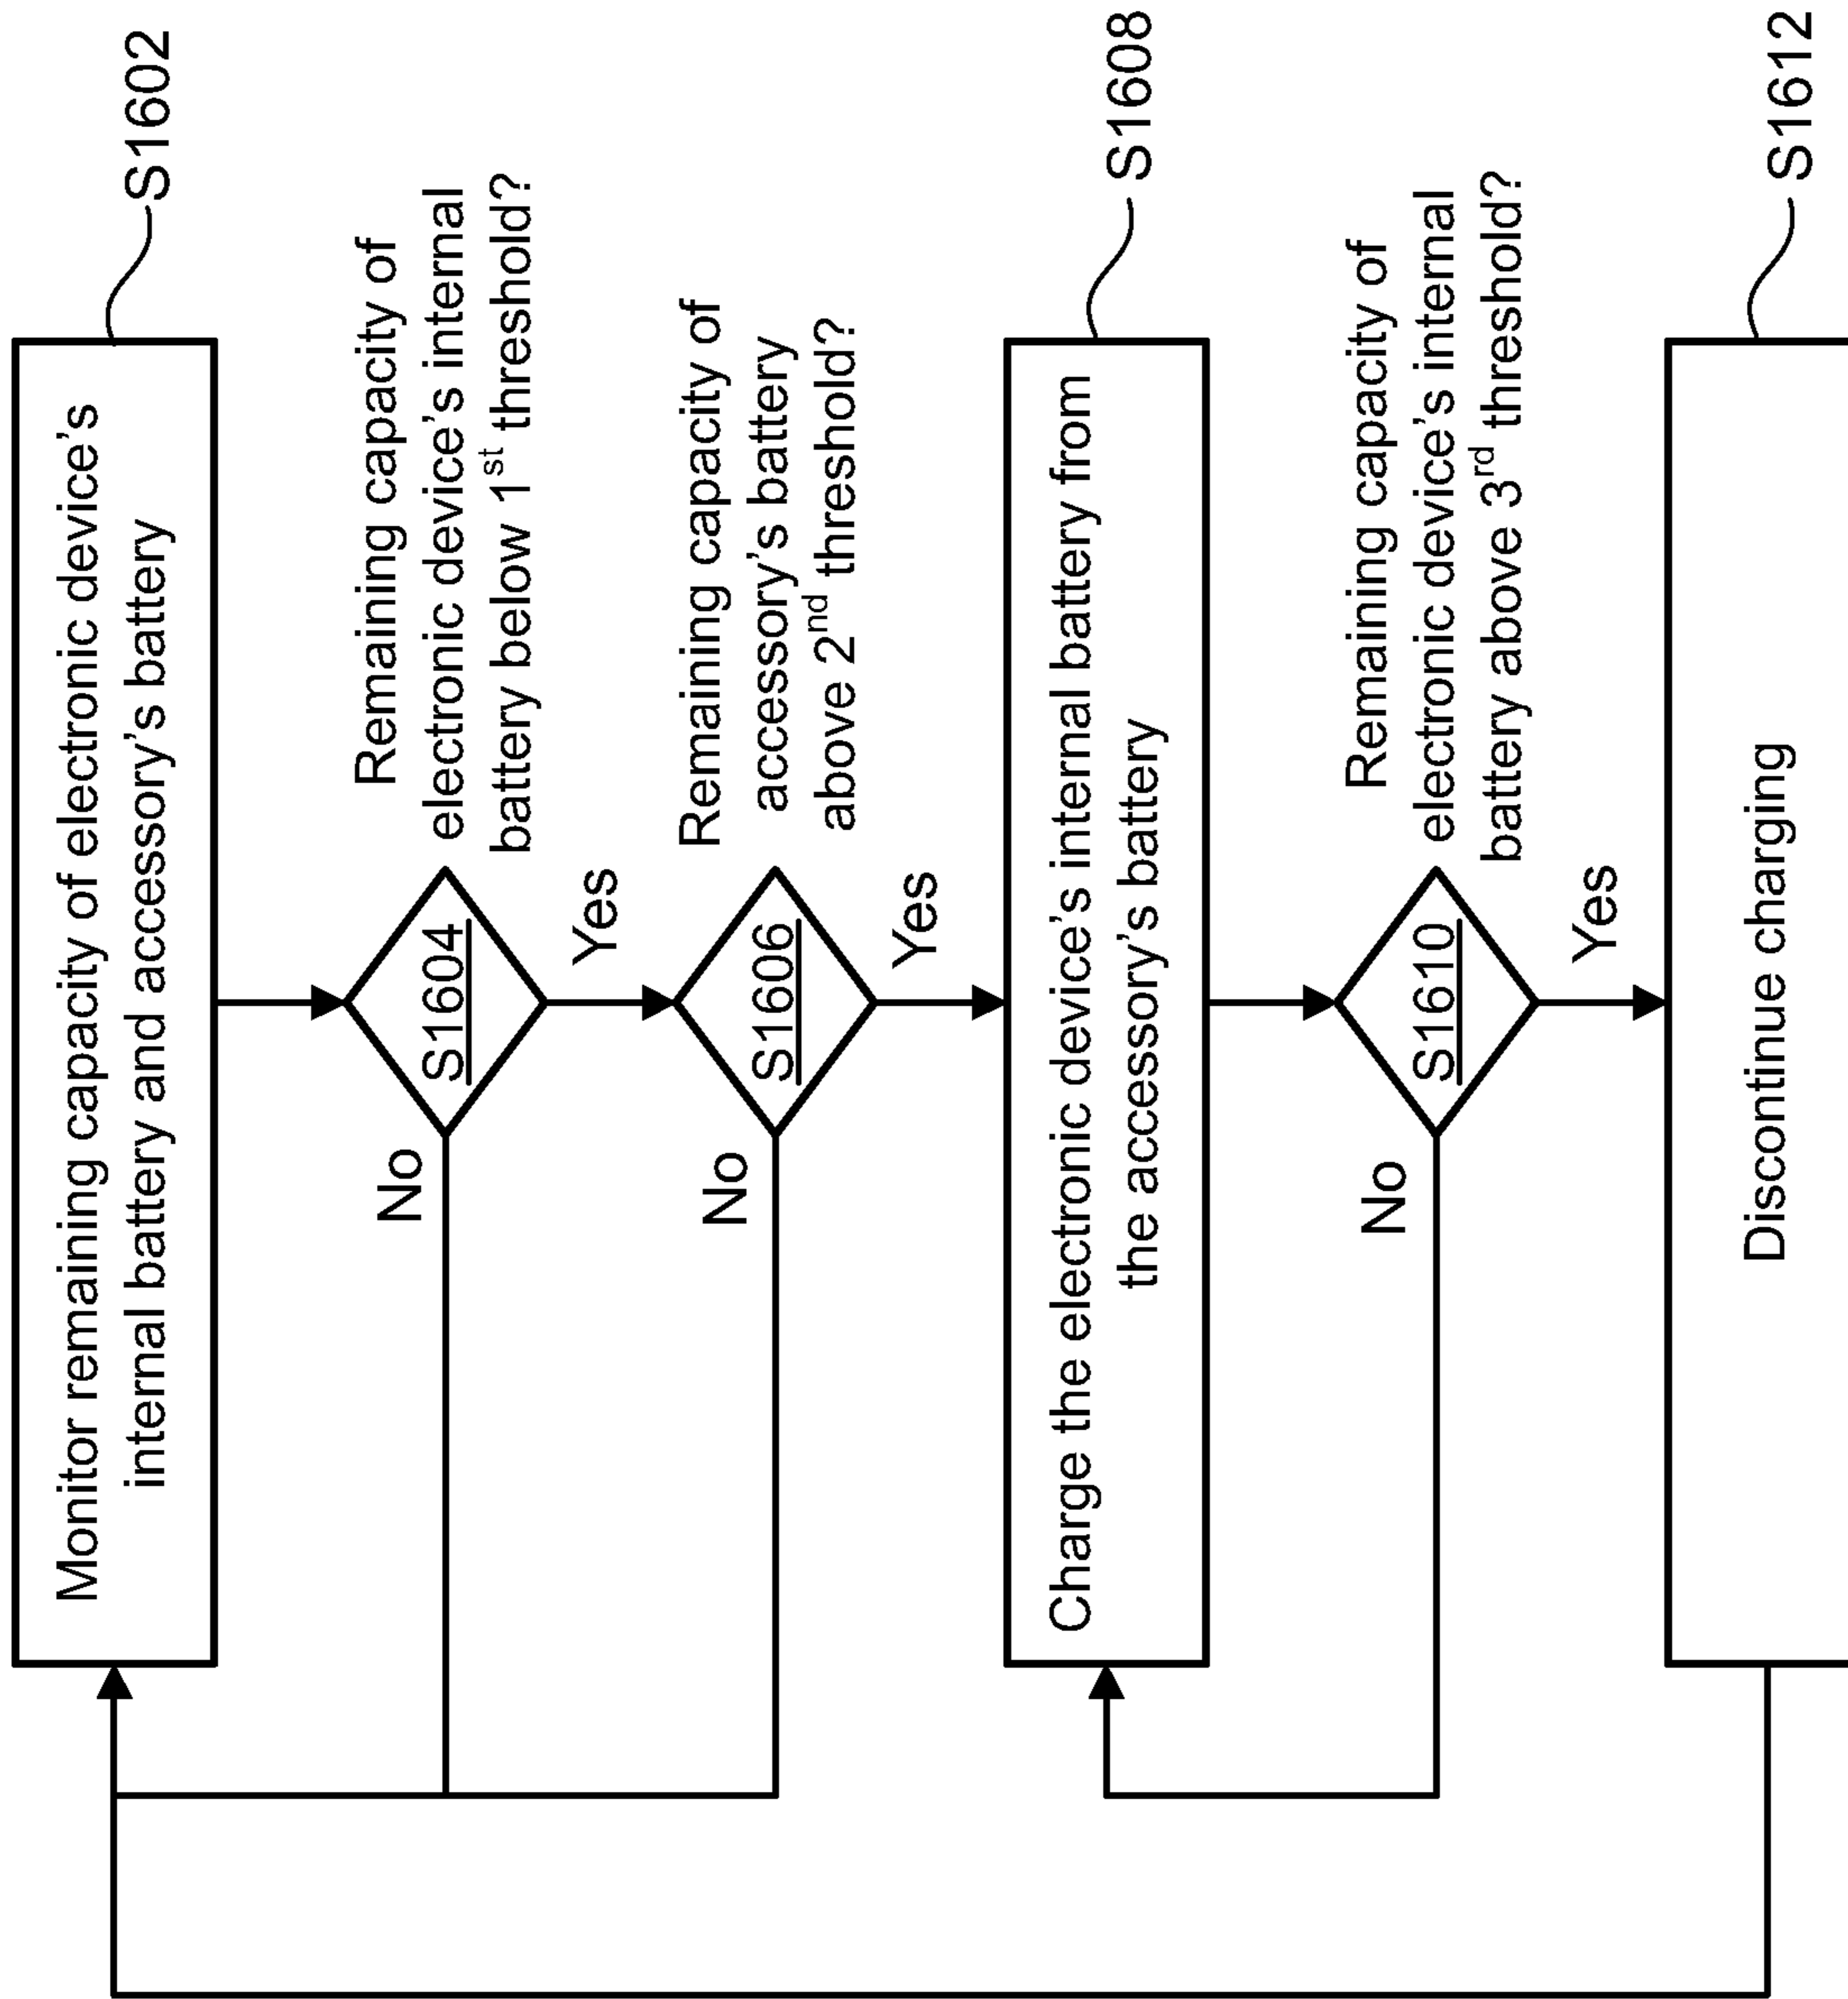 Monitor remaining capacity of electronic device's
internal battery and accessory's battery
S1602
S1604
Remaining capacity of
electronic device's internal
battery below 1st threshold?
No
Yes
S1606
Remaining capacity of
accessory's battery
above 2nd threshold?
No
Yes
Charge the electronic device's internal battery from
the accessory's battery
S1608
S1610
Remaining capacity of
electronic device's internal
battery above 3rd threshold?
No
Yes
Discontinue charging
S1612